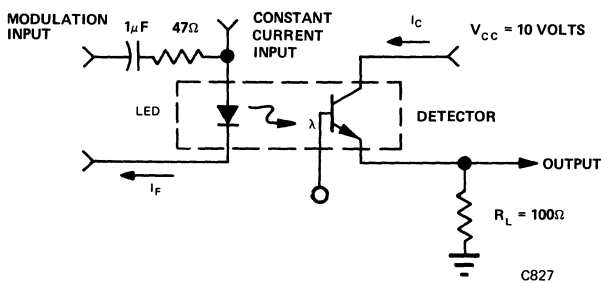 MODULATION
INPUT
1μF
47Ω
CONSTANT
CURRENT
INPUT
I_C
V_CC = 10 VOLTS
LED
λ
DETECTOR
I_F
OUTPUT
R_L = 100Ω
C827